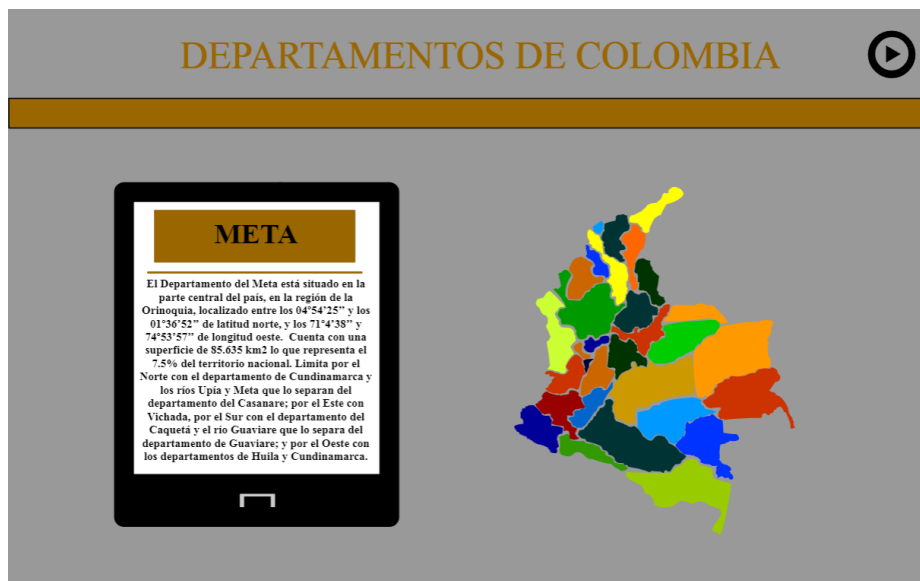 DEPARTAMENTOS DE COLOMBIA
META
El Departamento del Meta está situado en la
parte central del país, en la región de la
Orinoquia, localizado entre los 04°54'25" y los
01°36'52" de latitud norte, y los 71°4'38" y
74°53'57" de longitud oeste. Cuenta con una
superficie de 85.635 km2 lo que representa el
7.5% del territorio nacional. Limita por el
Norte con el departamento de Cundinamarca y
los ríos Upía y Meta que lo separan del
departamento del Casanare; por el Este con
Vichada, por el Sur con el departamento del
Caquetá y el río Guaviare que lo separa del
departamento de Guaviare; y por el Oeste con
los departamentos de Huila y Cundinamarca.